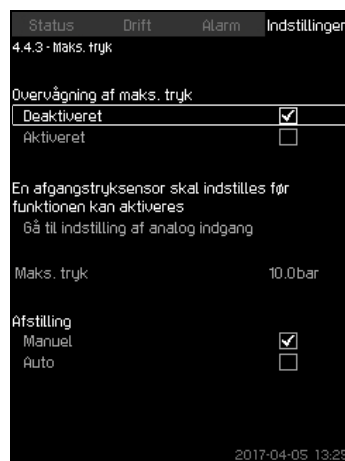 Status Drift Alarm Indstillinger
4.4.3 - Maks. tryk
Overvågning af maks. tryk
Deaktiveret
Aktiveret
En afgangstryksensor skal indstilles før
funktionen kan aktiveres
Gå til indstilling af analog indgang
Maks. tryk 10.0bar
Afstilling
Manuel
Auto
2017-04-05 13:29